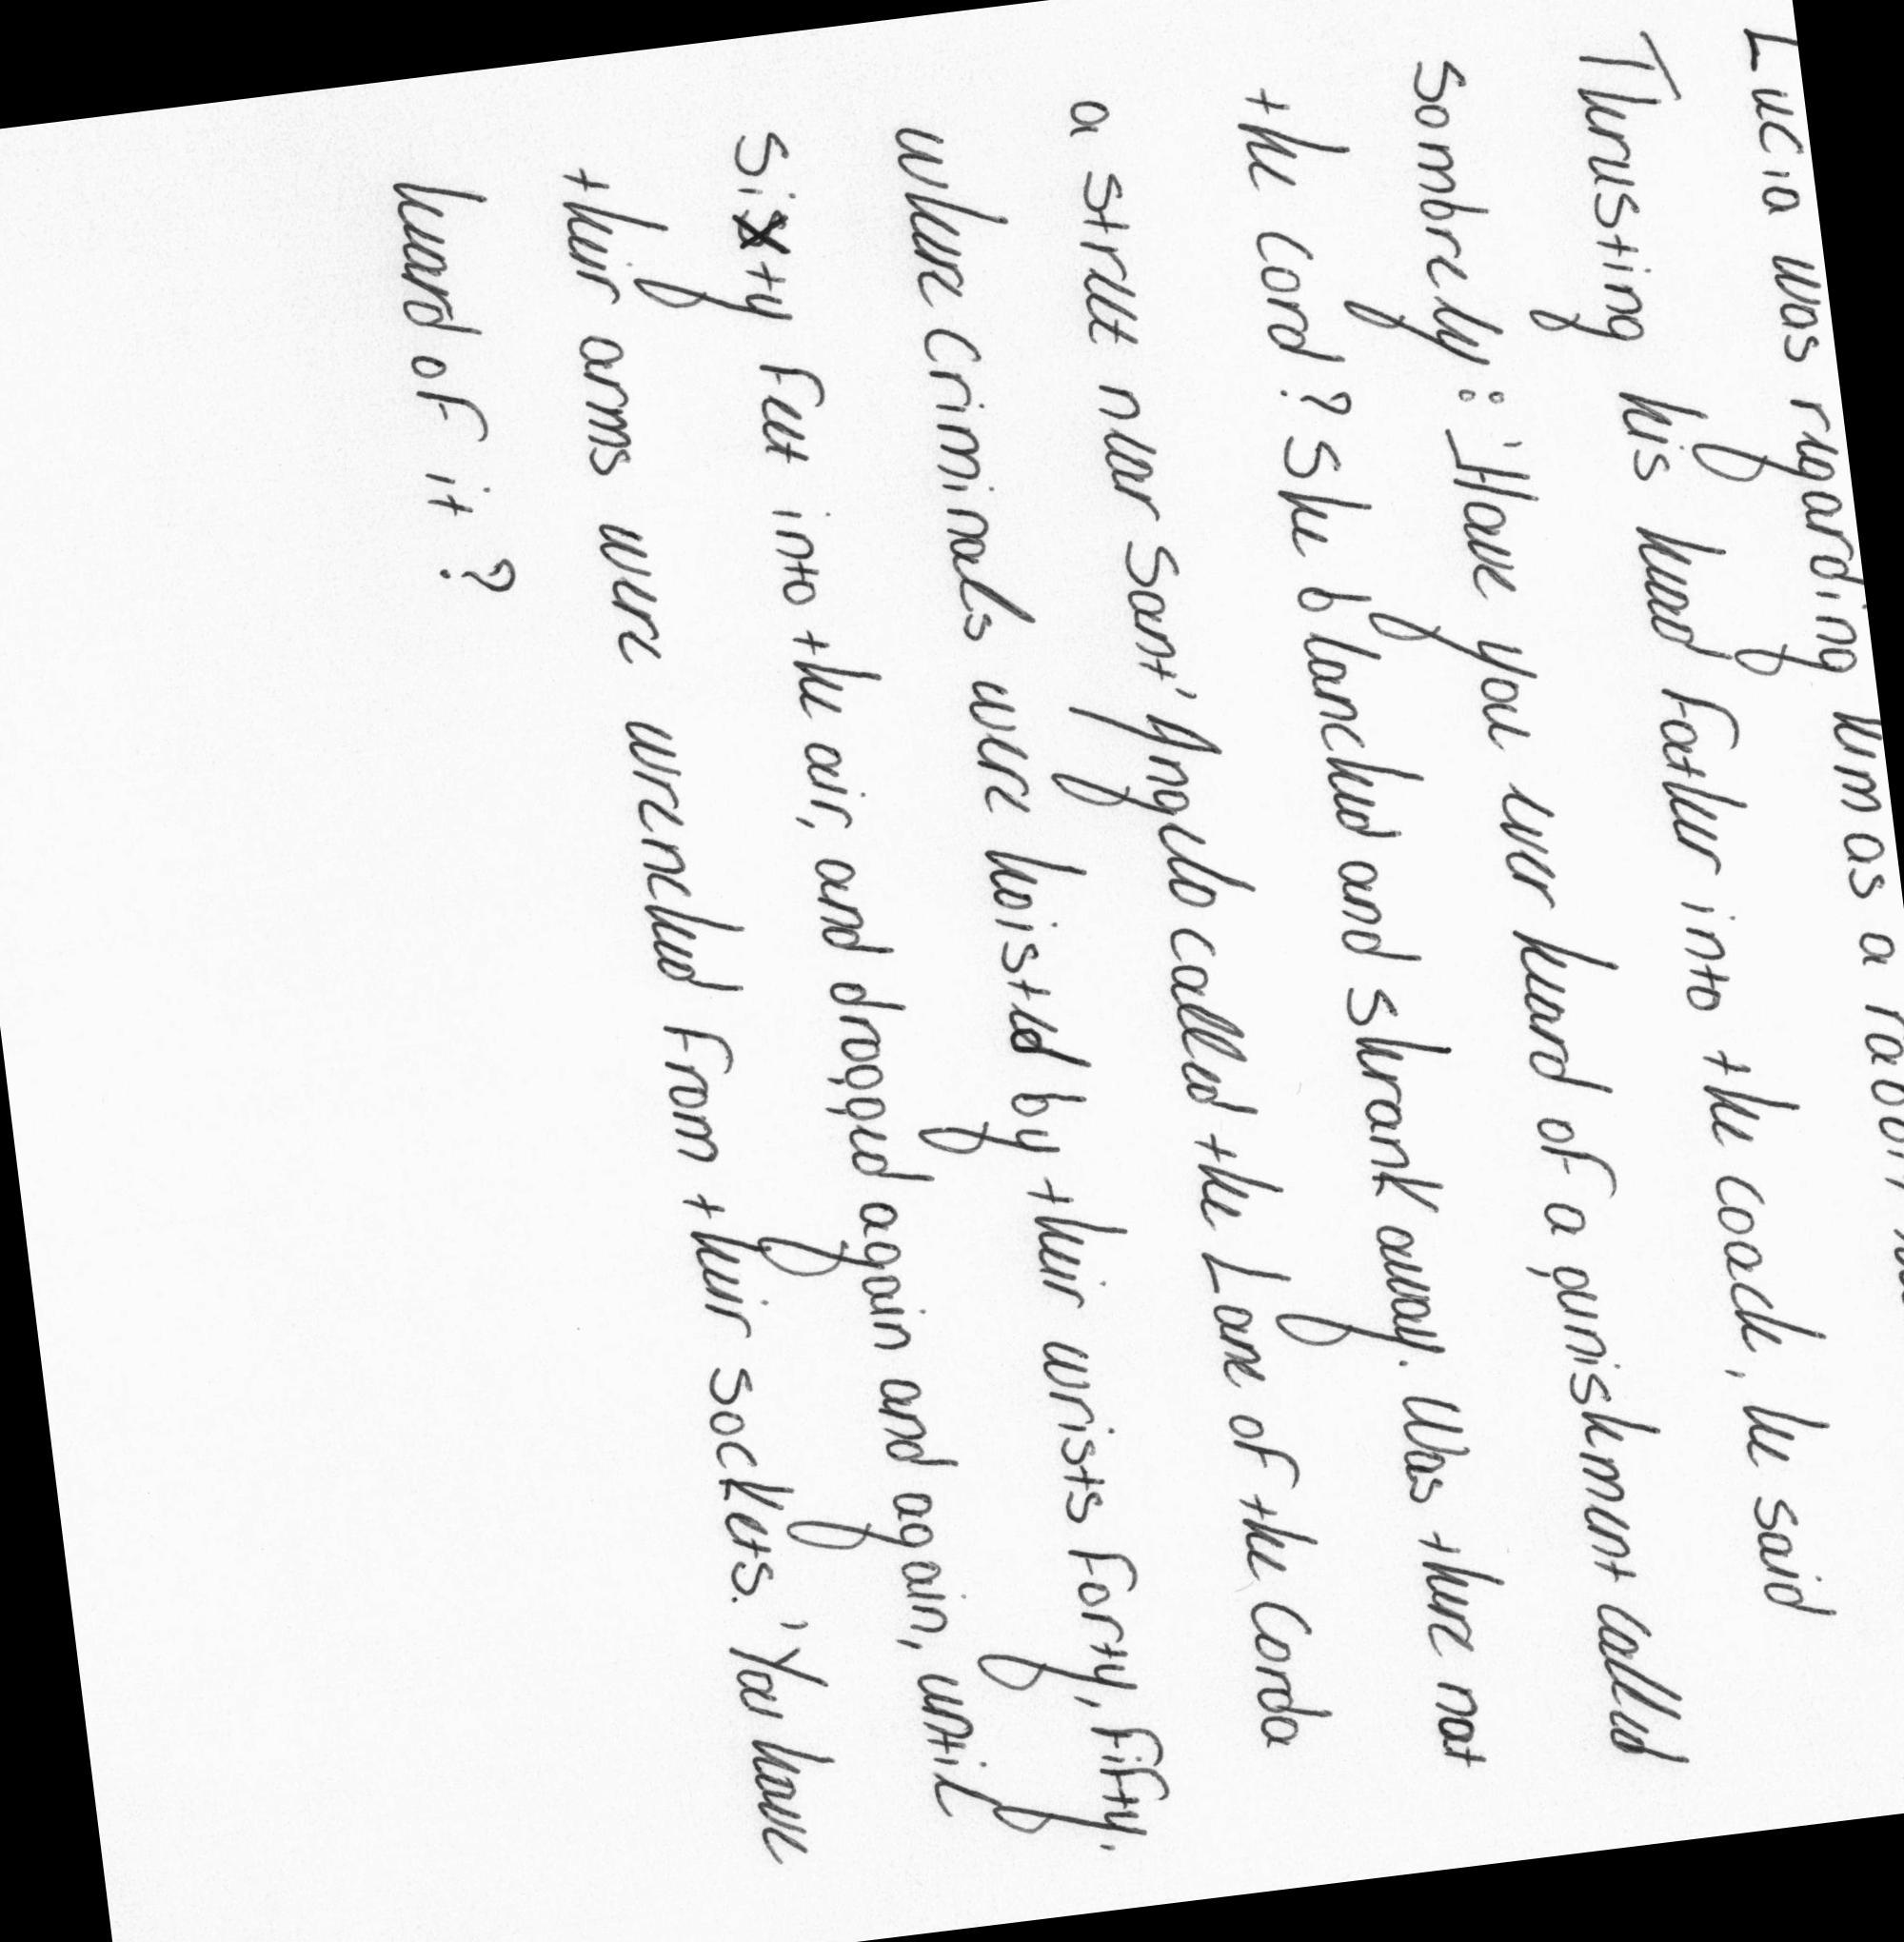 Lucia was regarding him as a
Thrusting his head father into the coach, he said
sombrely: 'Have you ever heard of a punishment called
the cord? She blanched and shrank away. Was there not
a street near Sant' Angelo called the Lane of the Corda
where criminals were hoisted by their wrists forty, fifty,
sixty feet into the air, and dropped again and again, until
their arms were wrenched from their sockets. 'You have
heard of it?